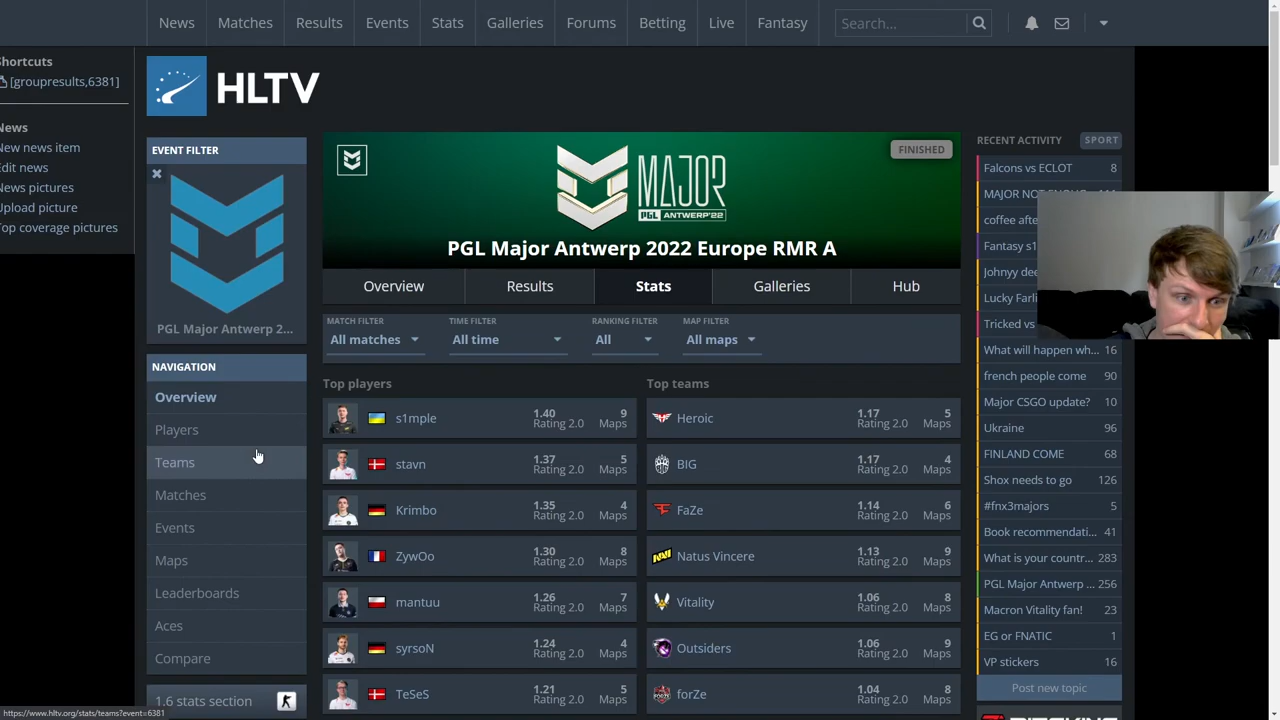 News
Matches
Results
Events
Stats
Galleries
Forums
Betting
Live
Fantasy
Search...
Shortcuts
[groupresults,6381]
News
New news item
Edit news
News pictures
Upload picture
Top coverage pictures
HLTV
EVENT FILTER
PGL Major Antwerp 2...
NAVIGATION
Overview
Players
Teams
Matches
Events
Maps
Leaderboards
Aces
Compare
1.6 stats section
FINISHED
MAJOR
PGL ANTWERP'22
PGL Major Antwerp 2022 Europe RMR A
Overview
Results
Stats
Galleries
Hub
MATCH FILTER
All matches
TIME FILTER
All time
RANKING FILTER
All
MAP FILTER
All maps
Top players
s1mple 1.40 9
Rating 2.0 Maps
stavn 1.37 5
Rating 2.0 Maps
Krimbo 1.35 4
Rating 2.0 Maps
ZywOo 1.30 8
Rating 2.0 Maps
mantuu 1.26 7
Rating 2.0 Maps
syrsoN 1.24 4
Rating 2.0 Maps
TeSeS 1.21 5
Rating 2.0 Maps
Top teams
Heroic 1.17 5
Rating 2.0 Maps
BIG 1.17 4
Rating 2.0 Maps
FaZe 1.14 6
Rating 2.0 Maps
Natus Vincere 1.13 9
Rating 2.0 Maps
Vitality 1.06 8
Rating 2.0 Maps
Outsiders 1.06 9
Rating 2.0 Maps
forZe 1.04 8
Rating 2.0 Maps
RECENT ACTIVITY
SPORT
Falcons vs ECLOT 8
MAJOR NOT
coffee afte
Fantasy s1
Johnyy dee
Lucky Farli
Tricked vs
What will happen wh... 16
french people come 90
Major CSGO update? 10
Ukraine 96
FINLAND COME 68
Shox needs to go 126
#fnx3majors 5
Book recommendati... 41
What is your countr... 283
PGL Major Antwerp ... 256
Macron Vitality fan! 23
EG or FNATIC 1
VP stickers 16
Post new topic
https://www.hltv.org/stats/teams?event=6381